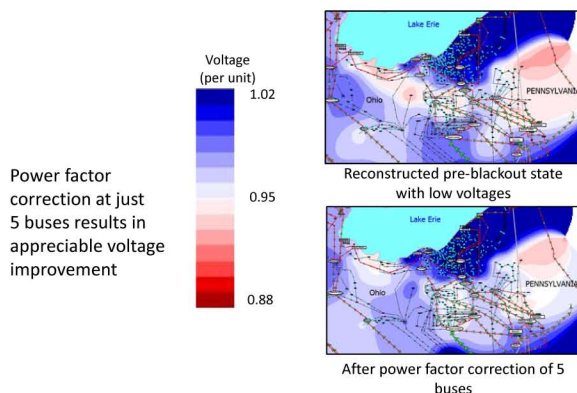 Voltage
(per unit)
1.02
0.95
0.88
Power factor
correction at just
5 buses results in
appreciable voltage
improvement
Lake Erie
Ohio
PENNSYLVANIA
Reconstructed pre-blackout state
with low voltages
Lake Erie
Ohio
PENNSYLVANIA
After power factor correction of 5
buses